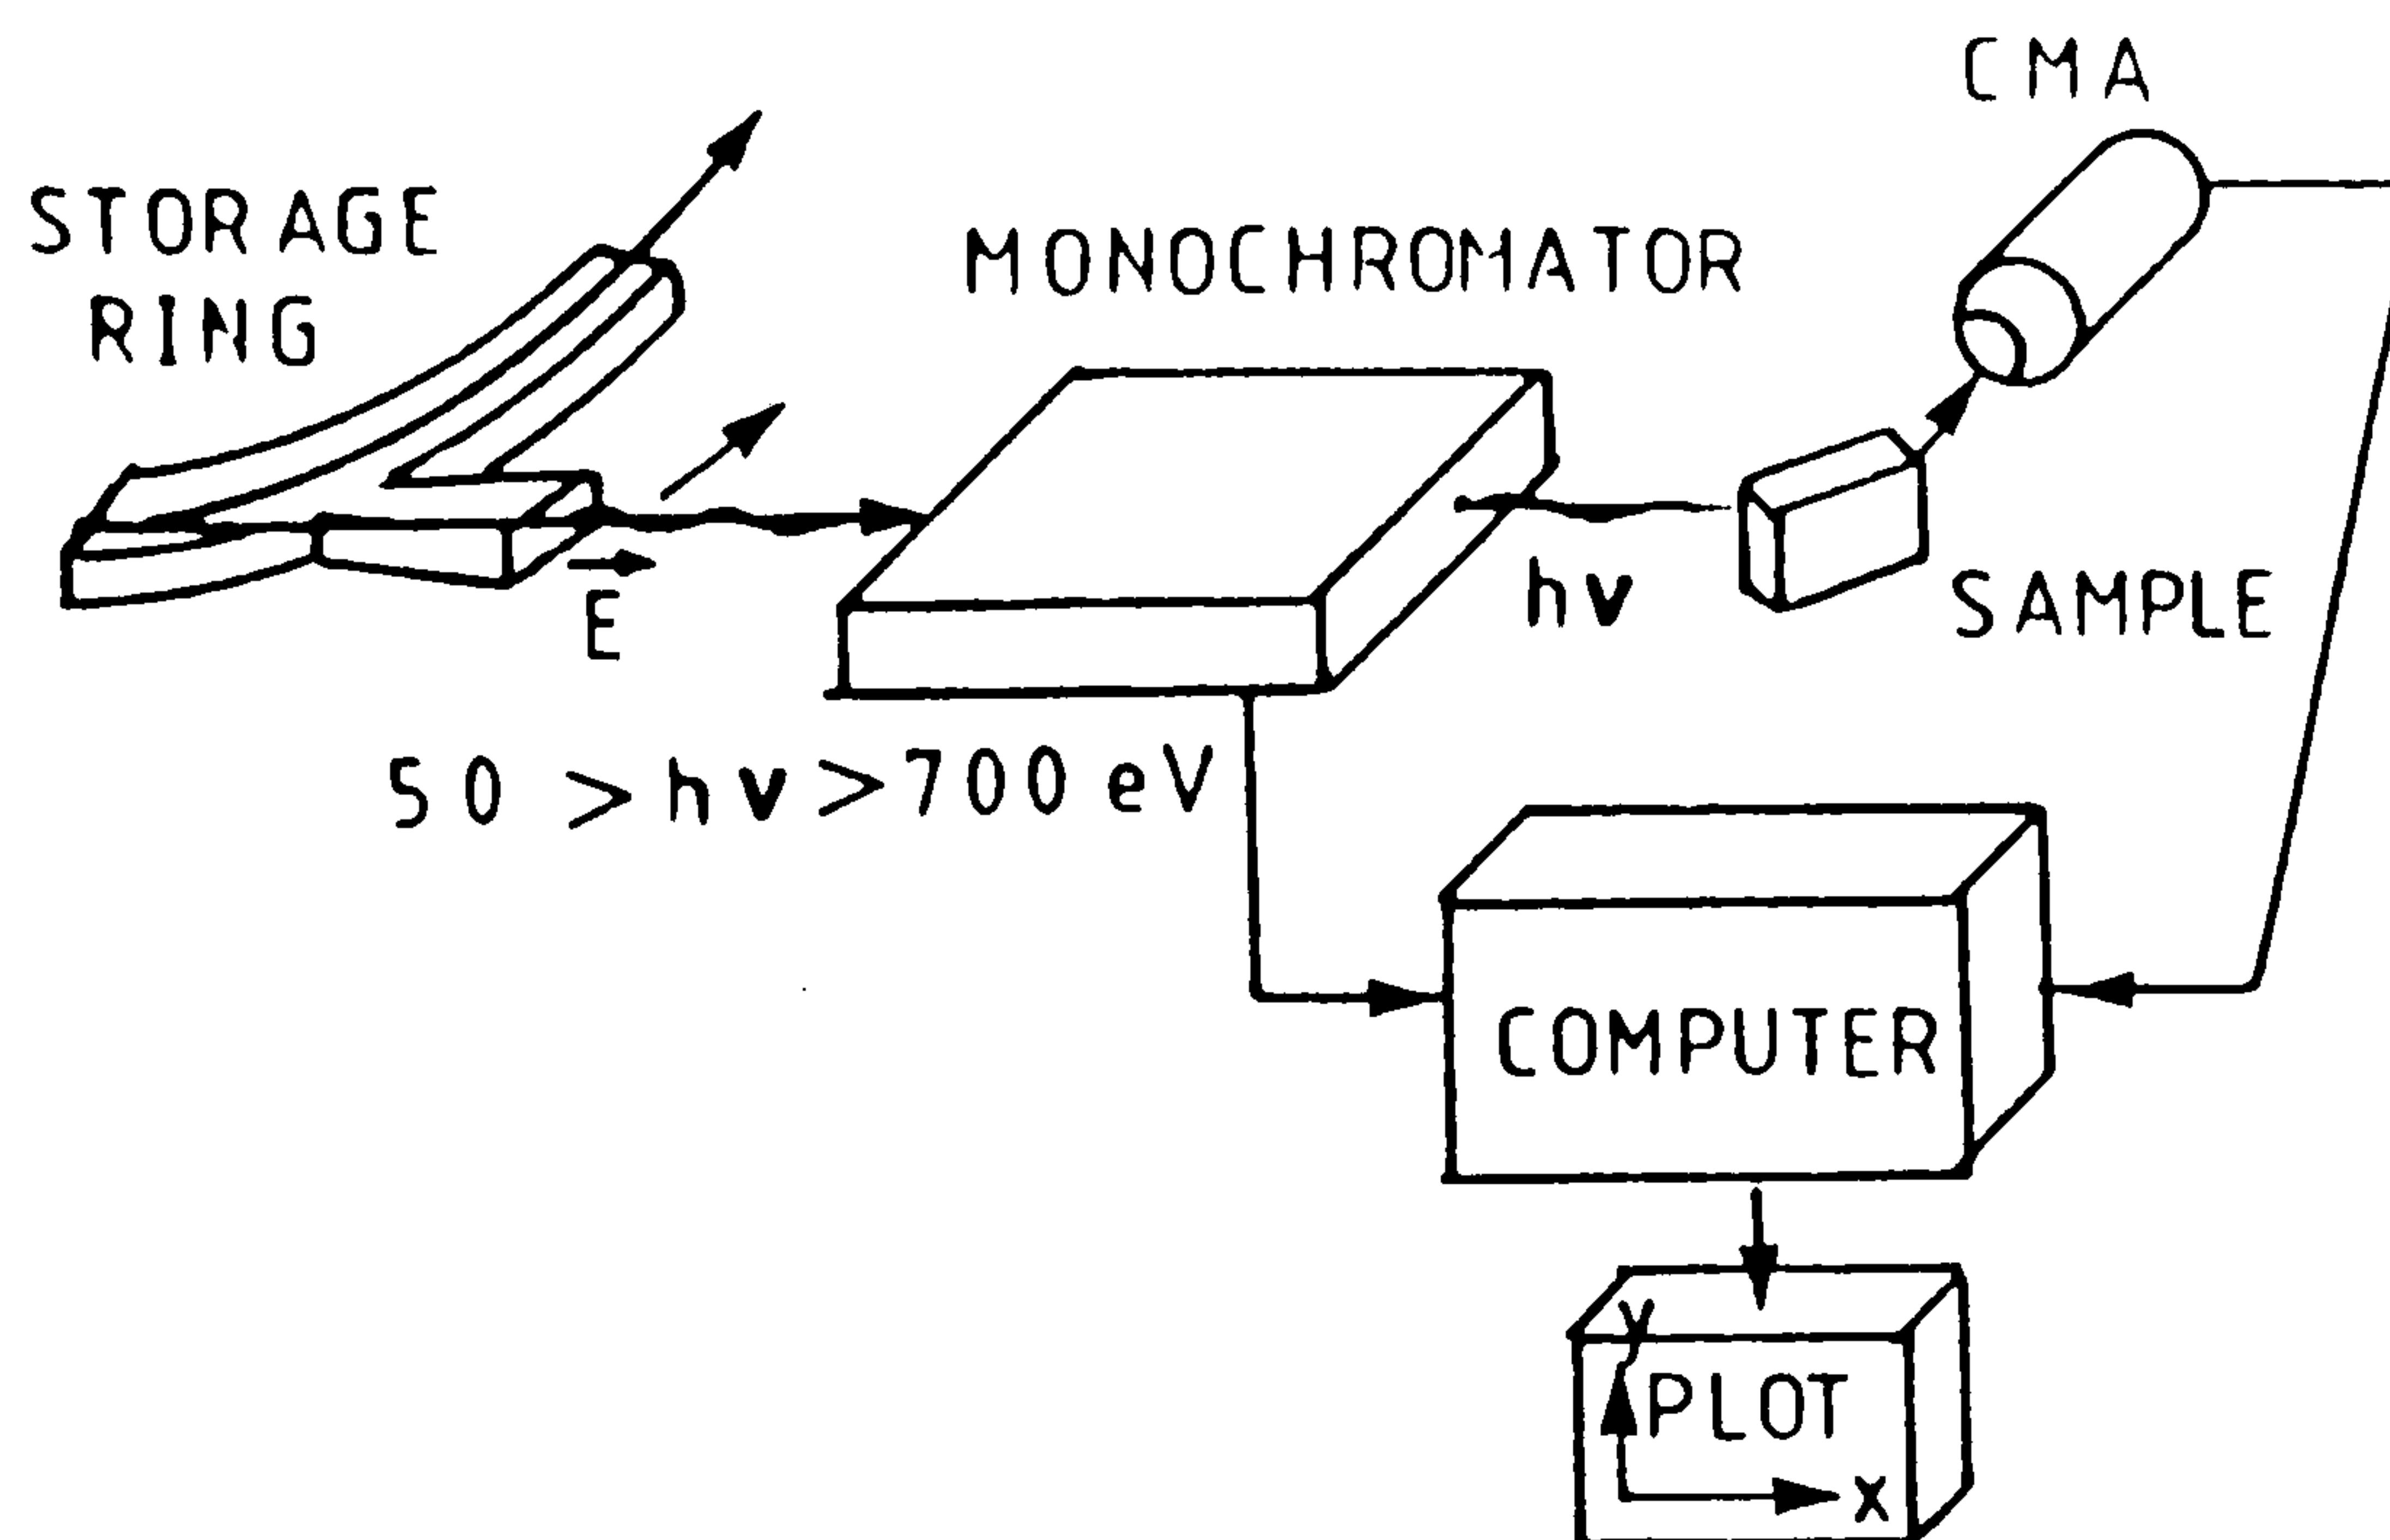 CMA
STORAGE
RING
MONOCHROMATOR
E
hν
SAMPLE
50 > hν > 700 eV
COMPUTER
y
PLOT
x